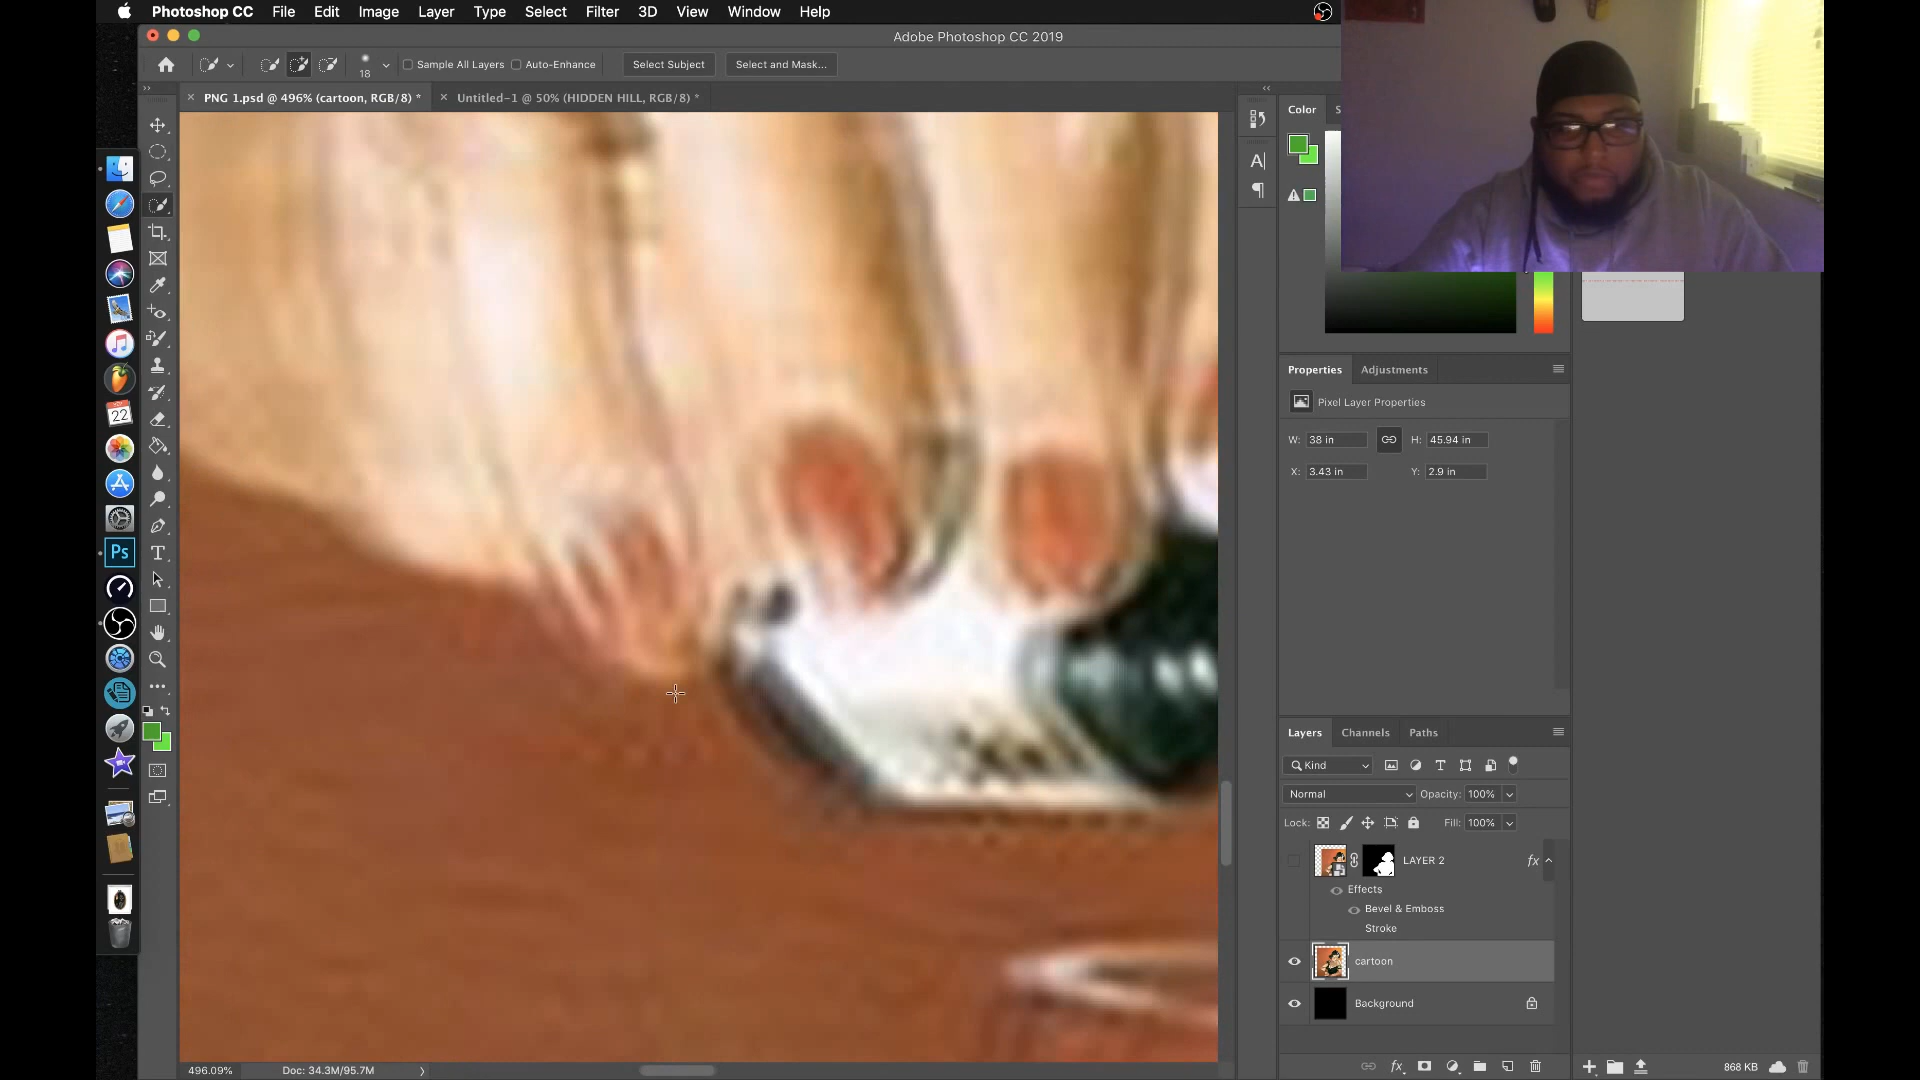 Photoshop CC File Edit Image Layer Type Select Filter 3D View Window Help
Adobe Photoshop CC 2019
18 Sample All Layers Auto-Enhance Select Subject Select and Mask...
× PNG 1.psd @ 496% (cartoon, RGB/8) * × Untitled-1 @ 50% (HIDDEN HILL, RGB/8) *
Color S
Properties Adjustments
Pixel Layer Properties
W: 38 in H: 45.94 in
X: 3.43 in Y: 2.9 in
22
Ps
Layers Channels Paths
Kind
Normal Opacity: 100%
Lock: Fill: 100%
LAYER 2 fx
Effects
Bevel & Emboss
Stroke
cartoon
Background
496.09% Doc: 34.3M/95.7M
fx 868 KB